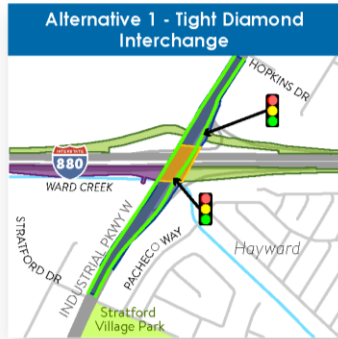 Alternative 1 - Tight Diamond
Interchange
HOPKINS DR
INTERSTATE
880
WARD CREEK
STRATFORD DR
INDUSTRIAL PKWY W
PACHECO WAY
Hayward
Stratford
Village Park